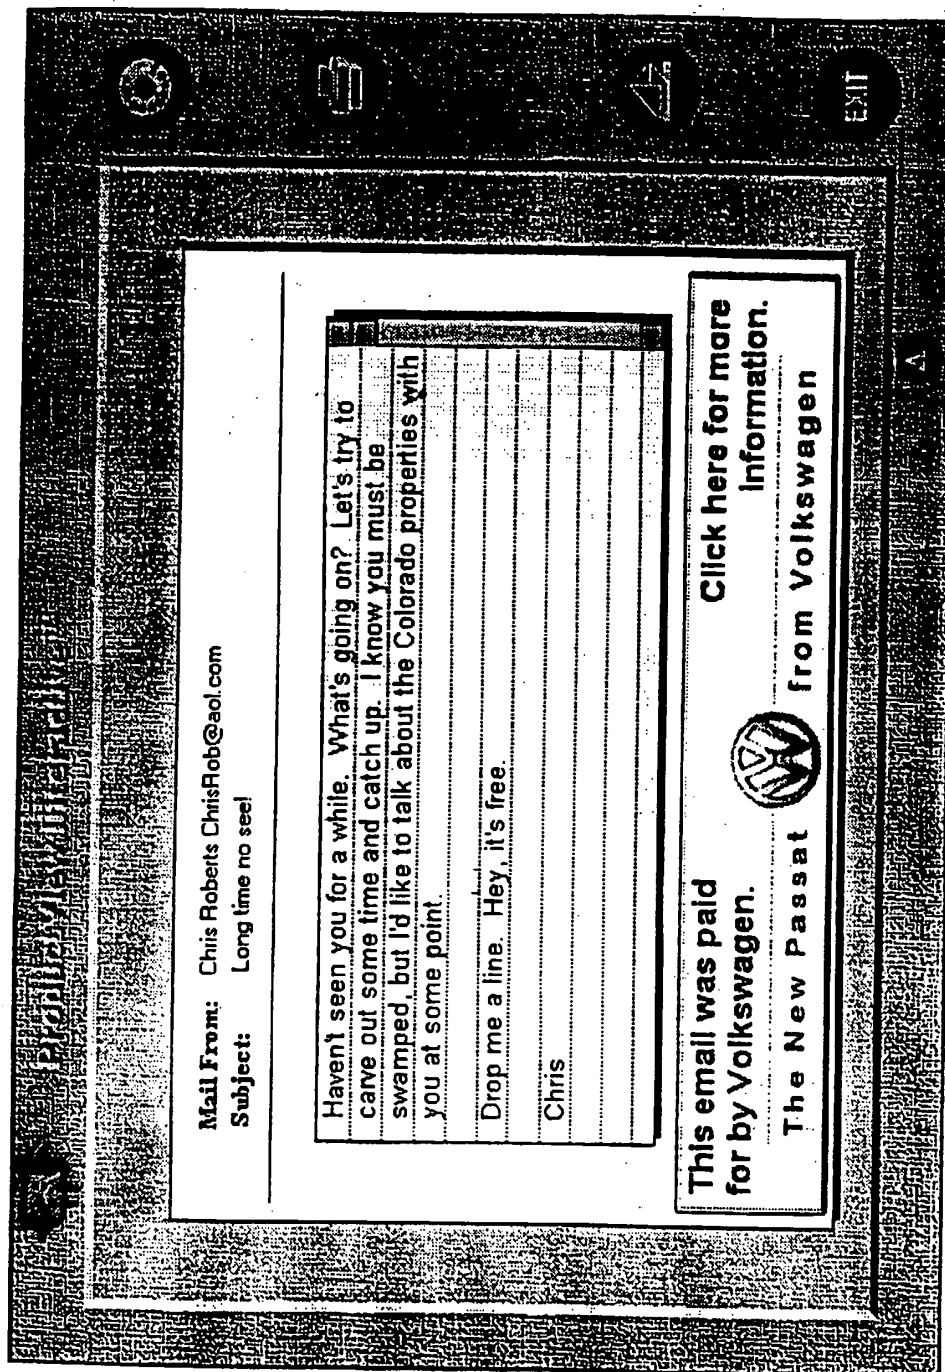 Mail From: Chris Roberts ChrisRob@aol.com
Subject: Long time no see!
Haven't seen you for a while. What's going on? Let's try to
carve out some time and catch up. I know you must be
swamped, but I'd like to talk about the Colorado properties with
you at some point.
Drop me a line. Hey, it's free.
Chris
This email was paid
for by Volkswagen.
Click here for more
information.
The New Passat
from Volkswagen
EXIT